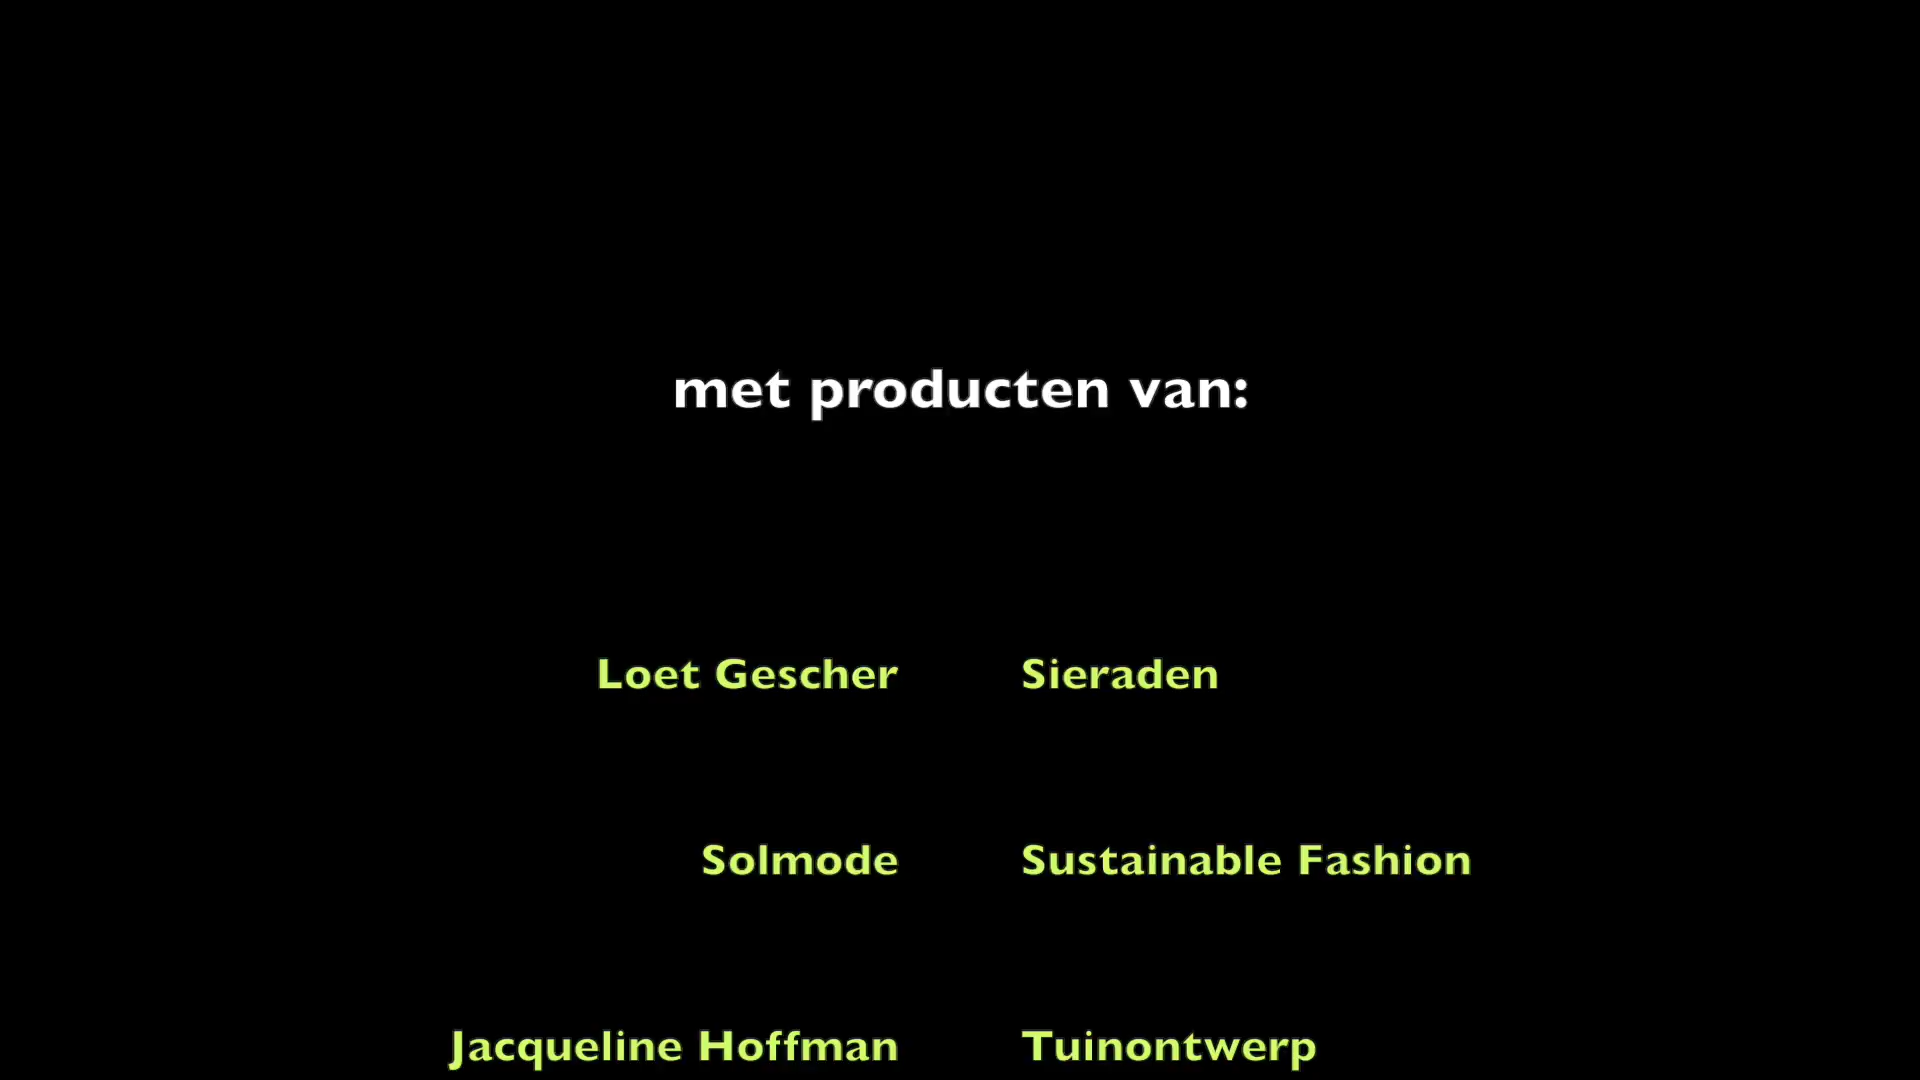 met producten van:
Loet Gescher Sieraden
Solmode Sustainable Fashion
Jacqueline Hoffman Tuinontwerp